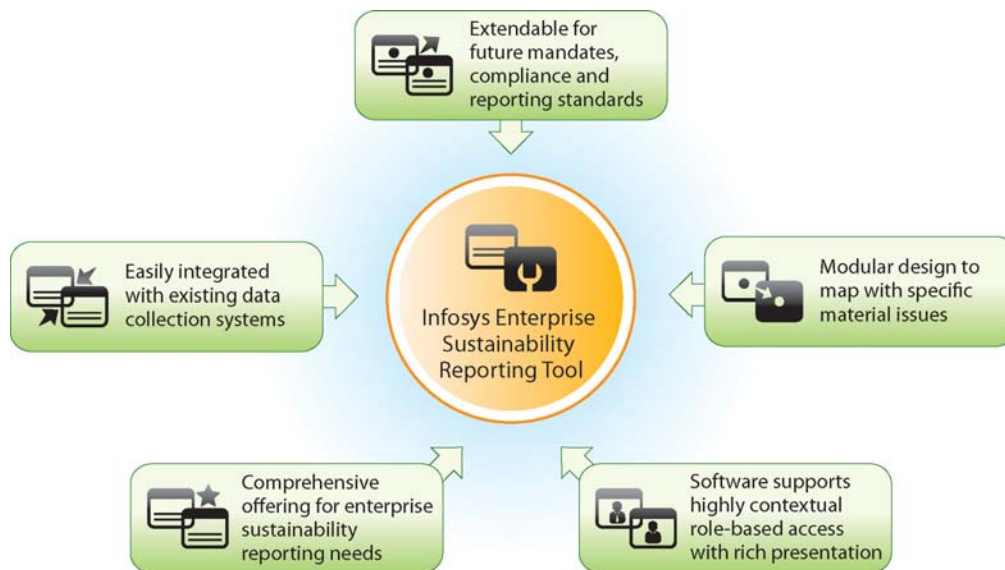 Extendable for
future mandates,
compliance and
reporting standards
Easily integrated
with existing data
collection systems
Infosys Enterprise
Sustainability
Reporting Tool
Modular design to
map with specific
material issues
Comprehensive
offering for enterprise
sustainability
reporting needs
Software supports
highly contextual
role-based access
with rich presentation